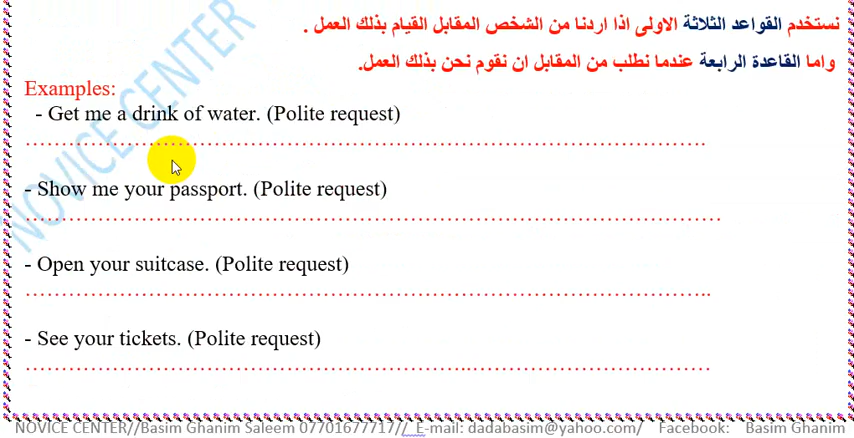 نستخدم القواعد الثلاثة الاولى اذا اردنا من الشخص المقابل القيام بذلك العمل .
واما القاعدة الرابعة عندما نطلب من المقابل ان نقوم نحن بذلك العمل.
Examples:
- Get me a drink of water. (Polite request)
……………………………………………………………………………….
- Show me your passport. (Polite request)
…………………………………………………………………………………
- Open your suitcase. (Polite request)
………………………………………………………………………………..
- See your tickets. (Polite request)
…………………………………………………..……………………………
NOVICE CENTER
NOVICE CENTER//Basim Ghanim Saleem 07701677717// E-mail: dadabasim@yahoo.com/ Facebook: Basim Ghanim